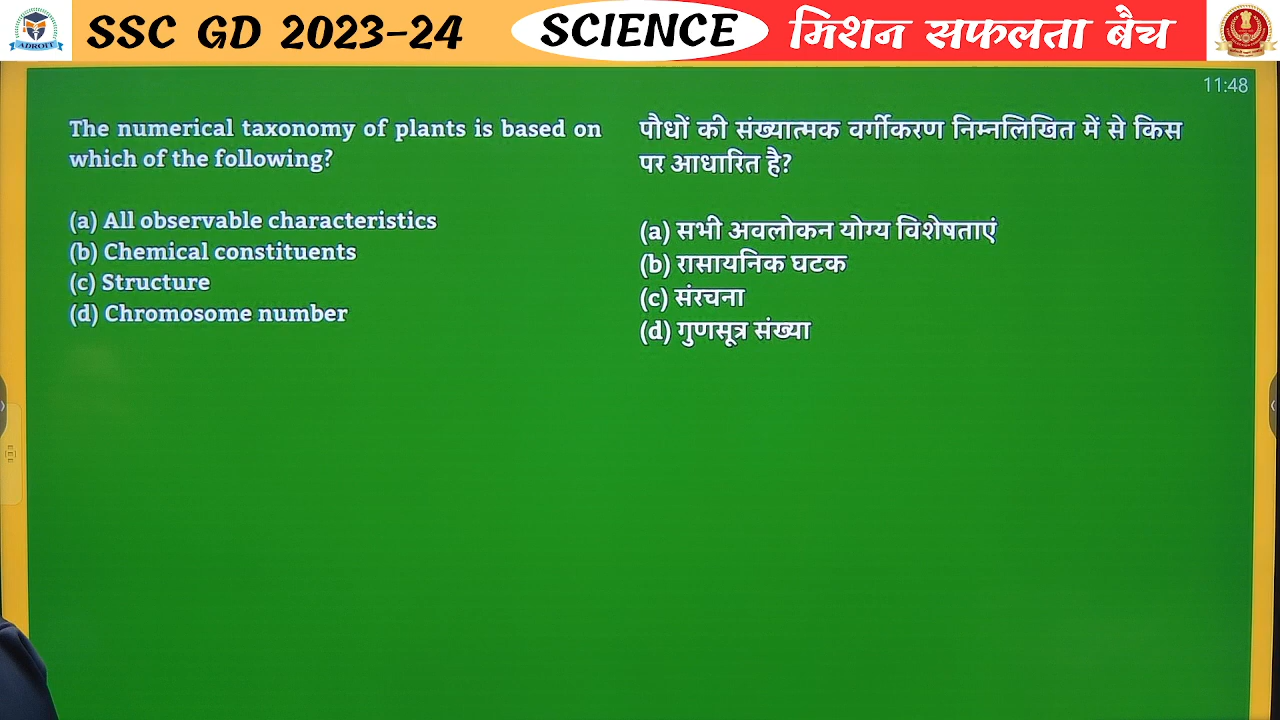 ADROIT
SSC GD 2023-24
SCIENCE
मिशन सफलता बैच
11:48
The numerical taxonomy of plants is based on
which of the following?
(a) All observable characteristics
(b) Chemical constituents
(c) Structure
(d) Chromosome number
पौधों की संख्यात्मक वर्गीकरण निम्नलिखित में से किस
पर आधारित है?
(a) सभी अवलोकन योग्य विशेषताएं
(b) रासायनिक घटक
(c) संरचना
(d) गुणसूत्र संख्या